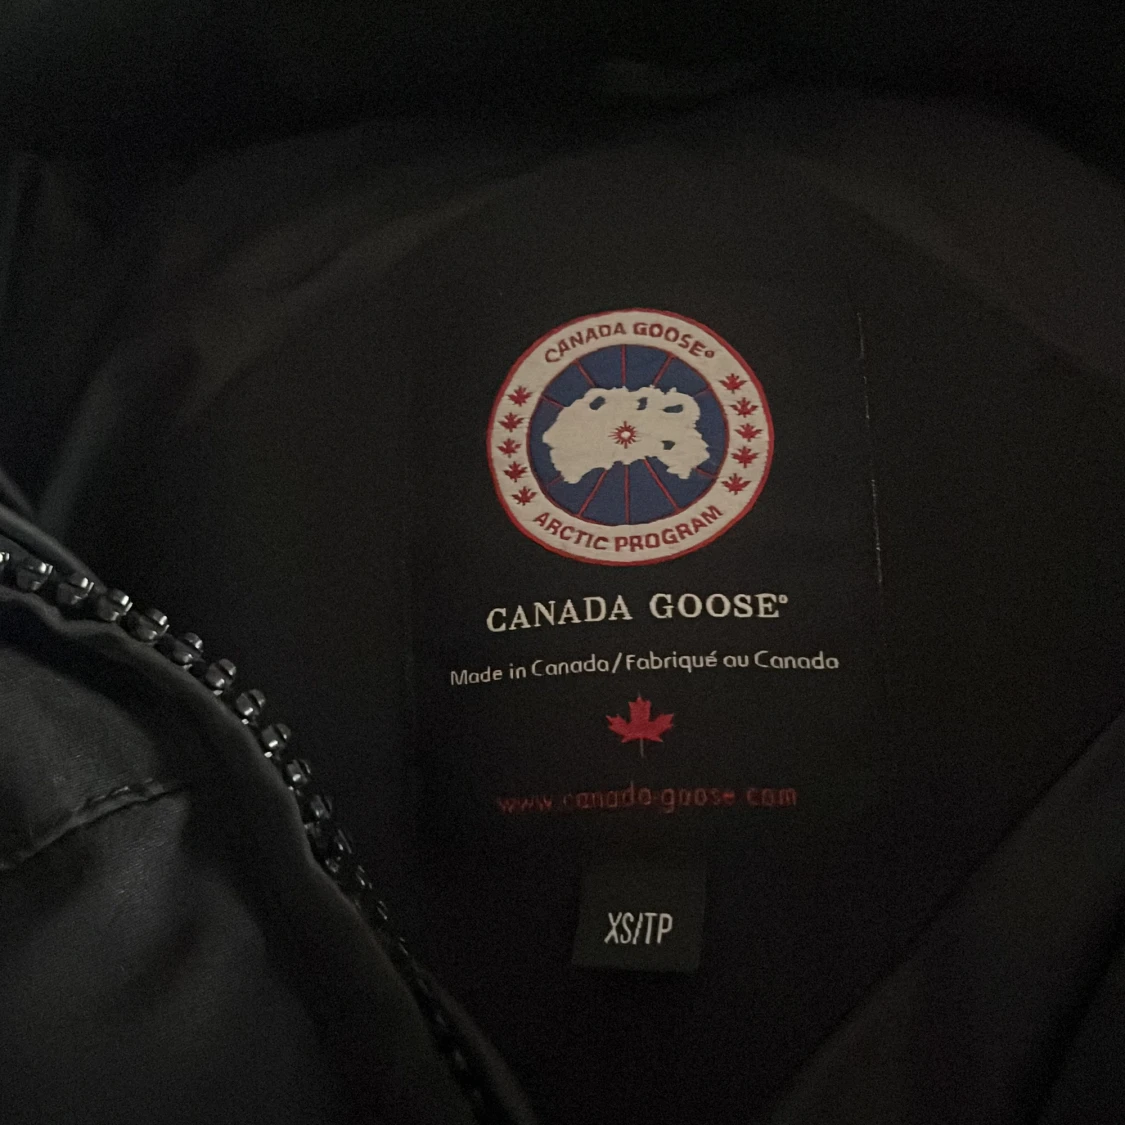 CANADA GOOSE®
ARCTIC PROGRAM
CANADA GOOSE®
Made in Canada/Fabriqué au Canada
www.canada-goose.com
XS/TP